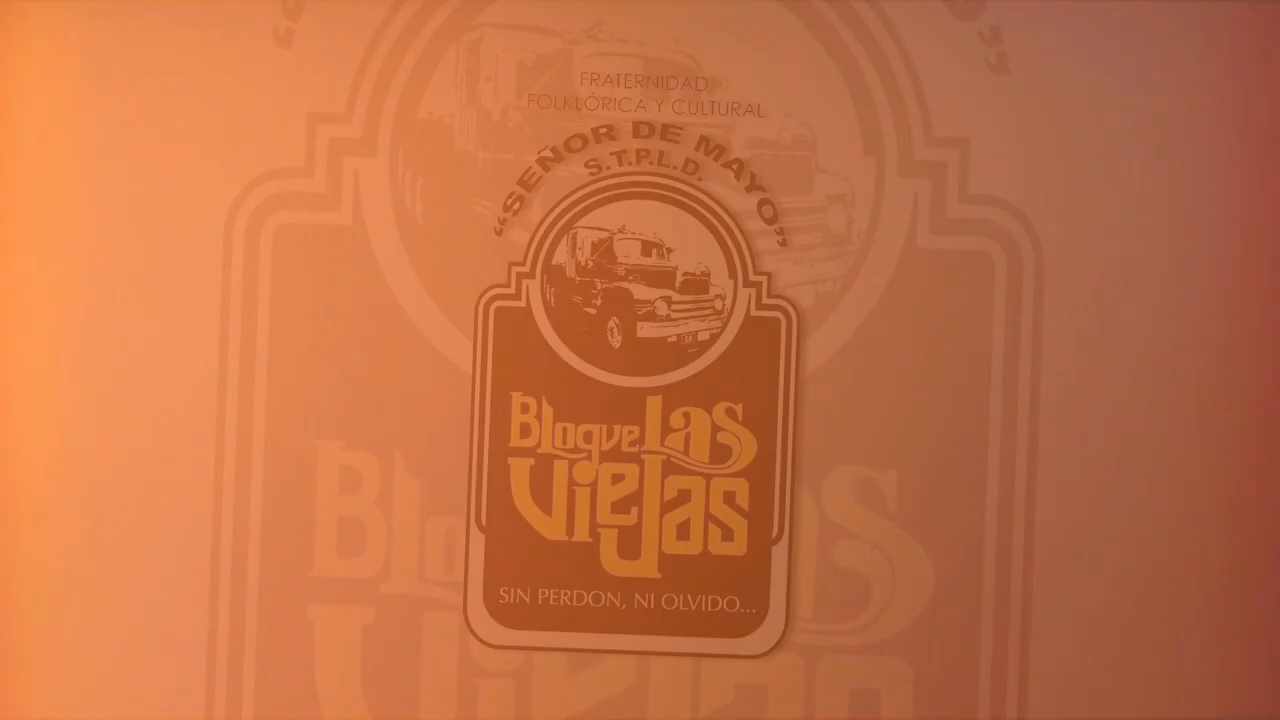 FRATERNIDAD
FOLKLÓRICA Y CULTURAL
“SEÑOR DE MAYO”
S.T.P.L.D.
Bloque Las
Viejas
SIN PERDON, NI OLVIDO...